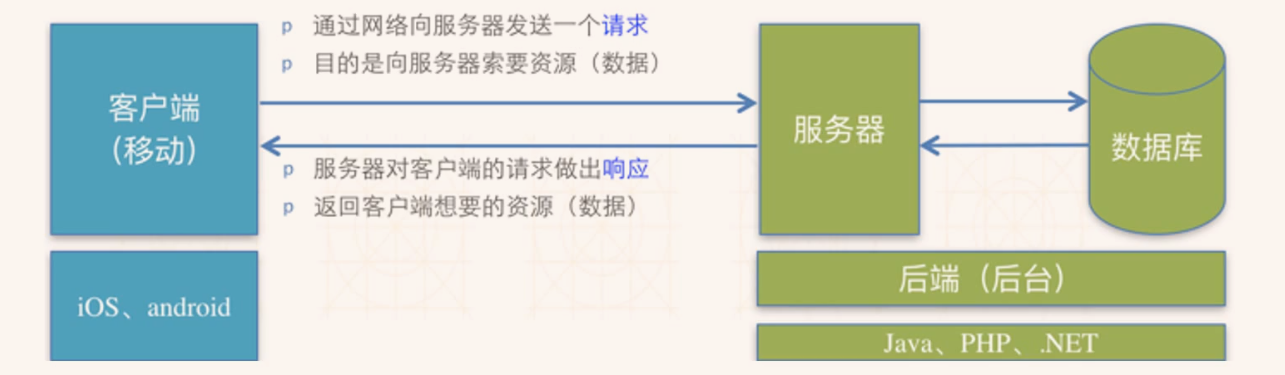 p 通过网络向服务器发送一个请求
p 目的是向服务器索要资源（数据）
客户端
（移动）
服务器
数据库
p 服务器对客户端的请求做出响应
p 返回客户端想要的资源（数据）
iOS、android
后端（后台）
Java、PHP、.NET